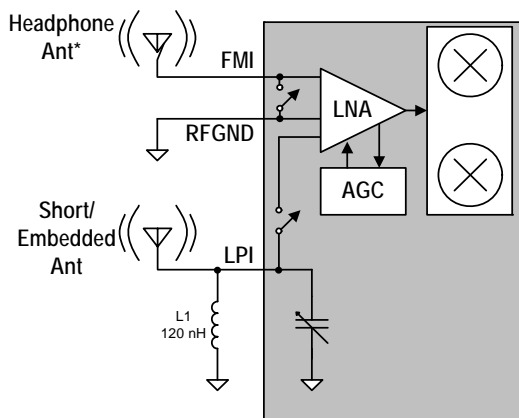 Headphone
Ant*
FMI
LNA
RFGND
AGC
Short/
Embedded
Ant
LPI
L1
120 nH